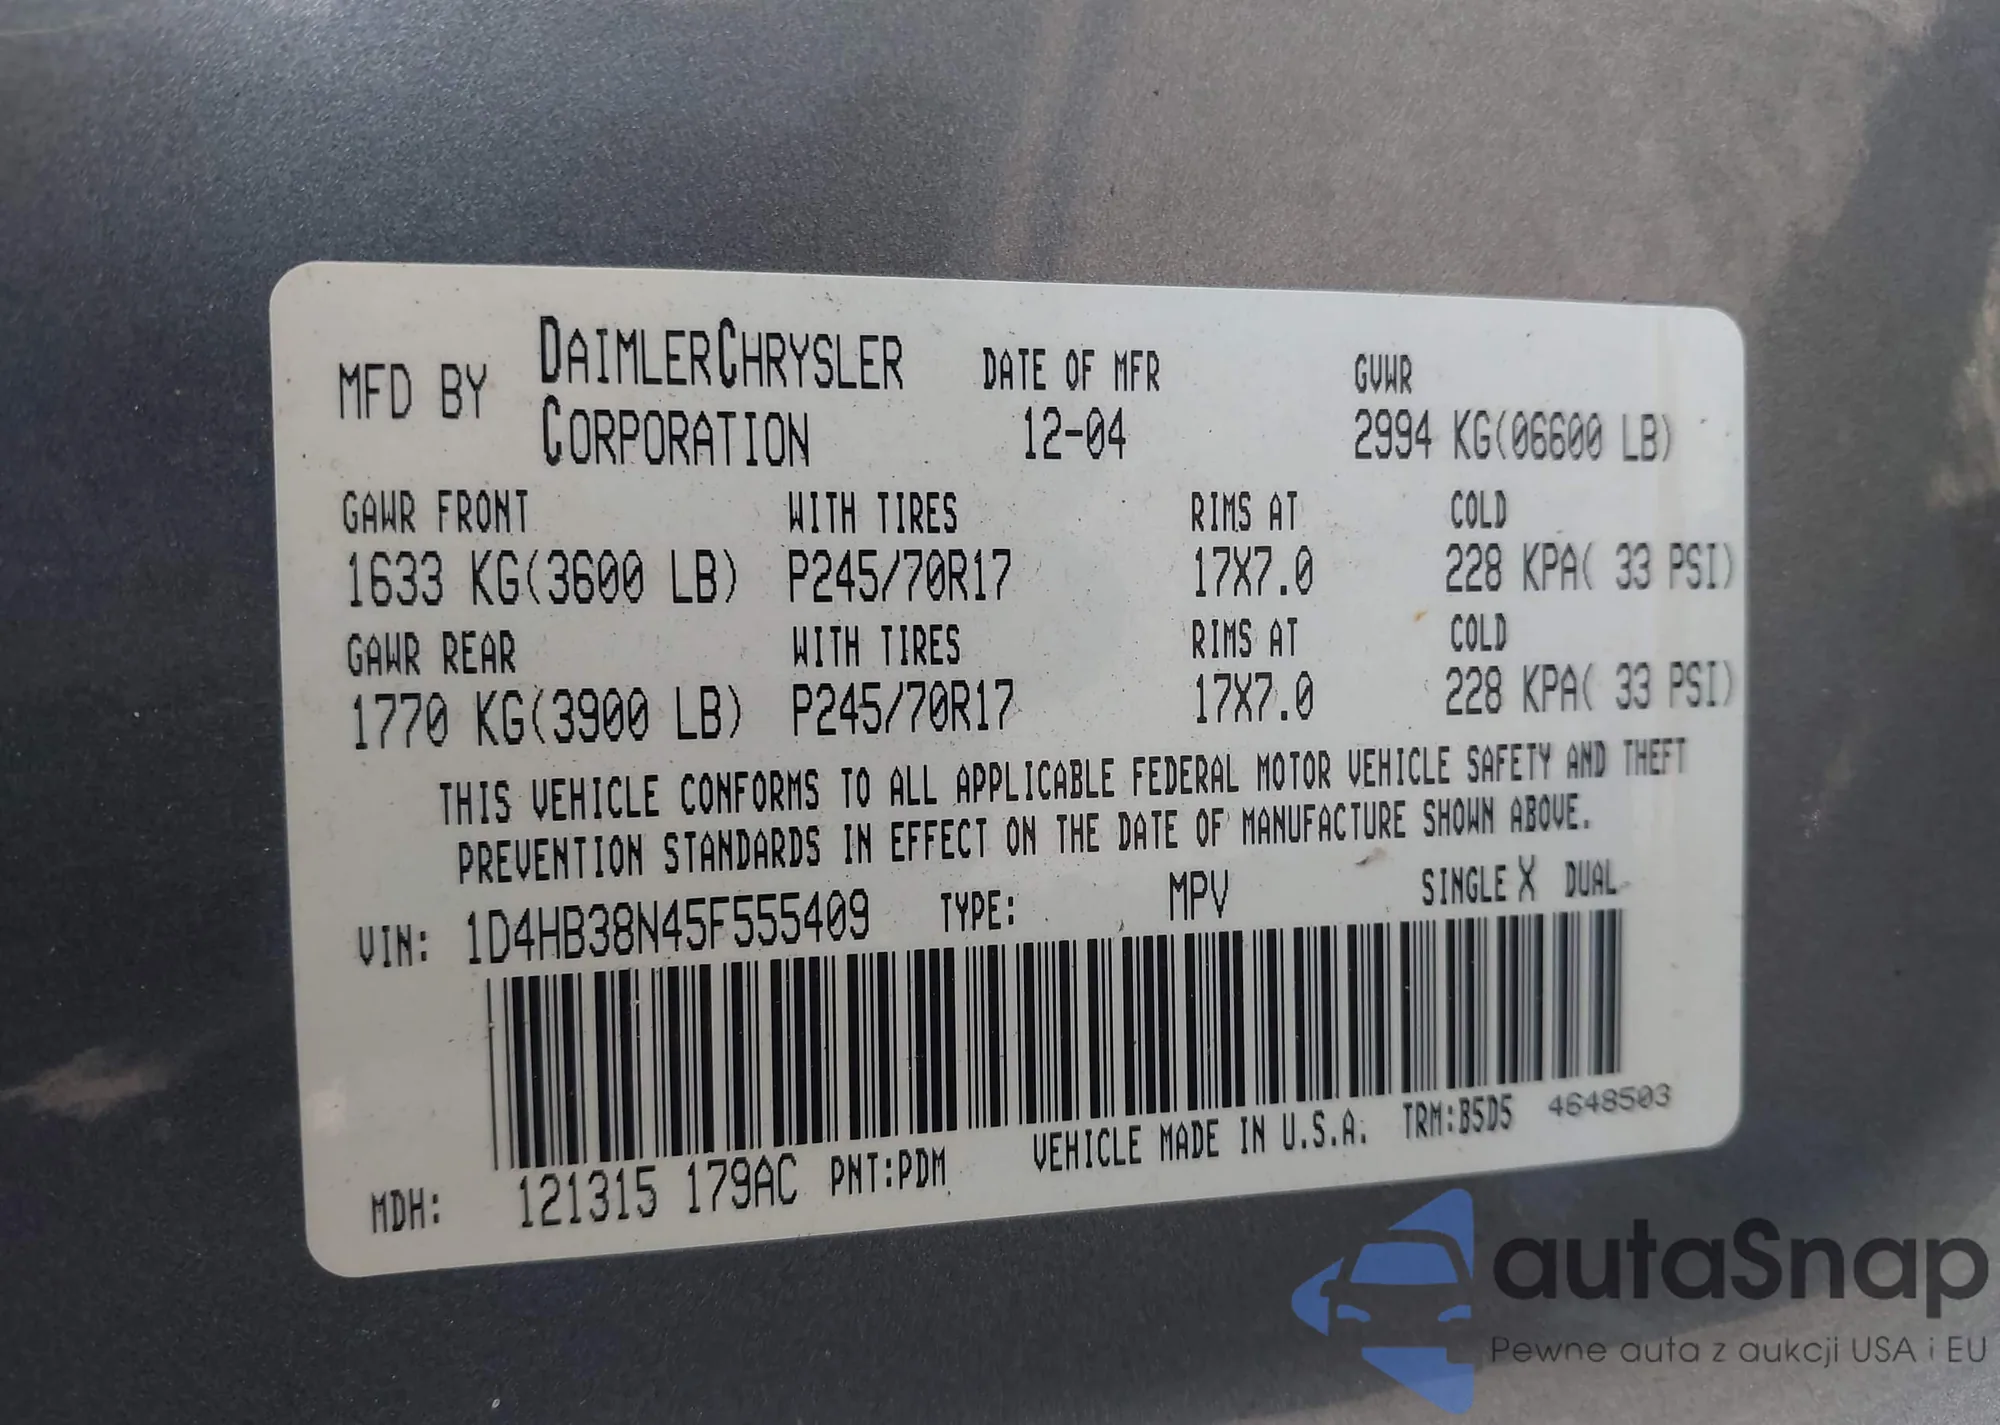 MFD BY DAIMLERCHRYSLER CORPORATION
DATE OF MFR 12-04
GVWR 2994 KG(06600 LB)
GAWR FRONT WITH TIRES RIMS AT COLD
1633 KG(3600 LB) P245/70R17 17X7.0 228 KPA( 33 PSI)
GAWR REAR WITH TIRES RIMS AT COLD
1770 KG(3900 LB) P245/70R17 17X7.0 228 KPA( 33 PSI)
THIS VEHICLE CONFORMS TO ALL APPLICABLE FEDERAL MOTOR VEHICLE SAFETY AND THEFT
PREVENTION STANDARDS IN EFFECT ON THE DATE OF MANUFACTURE SHOWN ABOVE.
VIN: 1D4HB38N45F555409 TYPE: MPV SINGLE X DUAL
MDH: 121315 179AC PNT:PDM VEHICLE MADE IN U.S.A. TRM:B5D5 4648503
autaSnap
Pewne auta z aukcji USA i EU